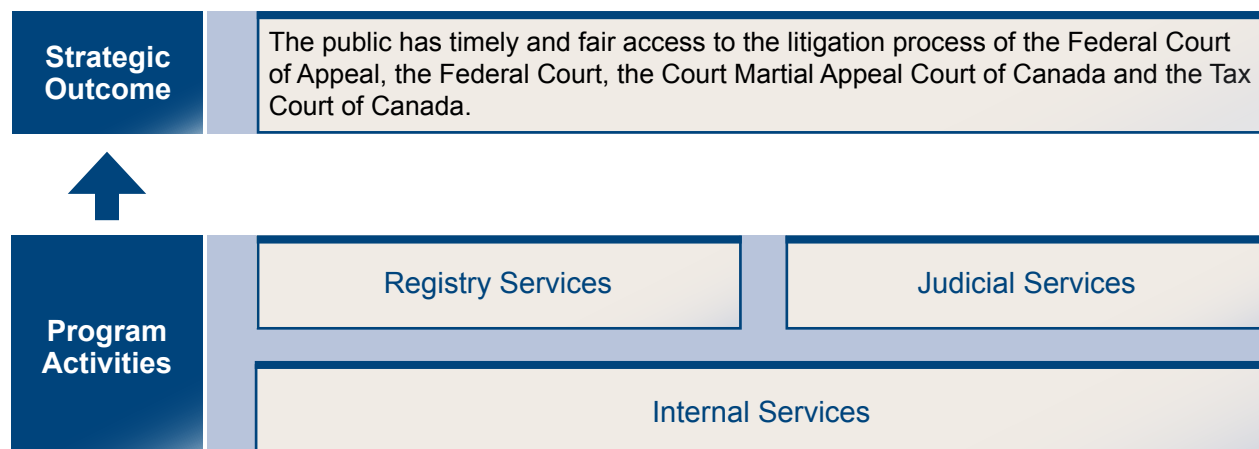 Strategic
Outcome
The public has timely and fair access to the litigation process of the Federal Court
of Appeal, the Federal Court, the Court Martial Appeal Court of Canada and the Tax
Court of Canada.
Program
Activities
Registry Services
Judicial Services
Internal Services